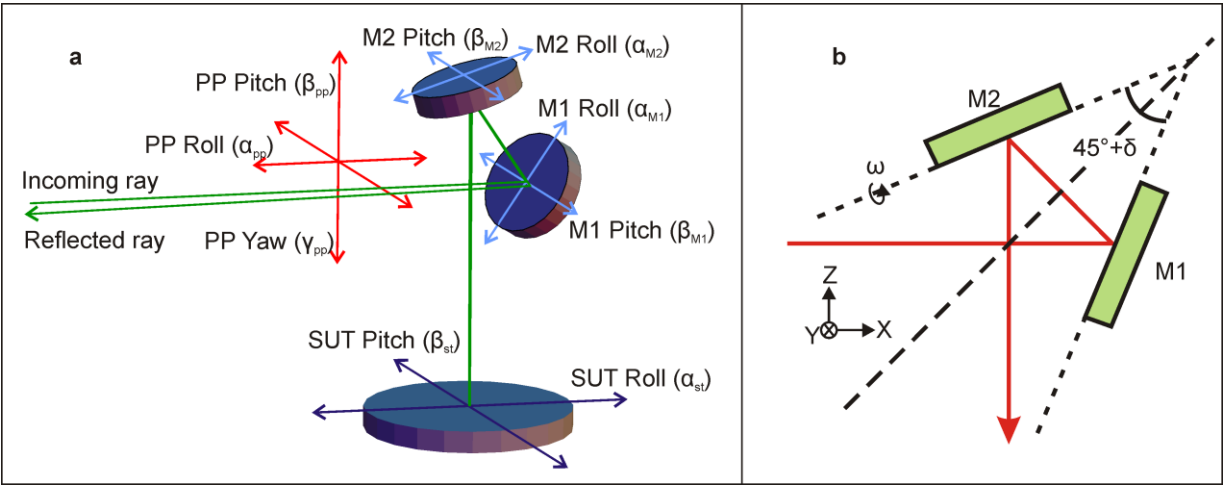 a
M2 Pitch (βM2)
M2 Roll (αM2)
PP Pitch (βpp)
M1 Roll (αM1)
PP Roll (αpp)
Incoming ray
Reflected ray
PP Yaw (γpp)
M1 Pitch (βM1)
SUT Pitch (βst)
SUT Roll (αst)
b
M2
45°+δ
ω
M1
Z
Y
X